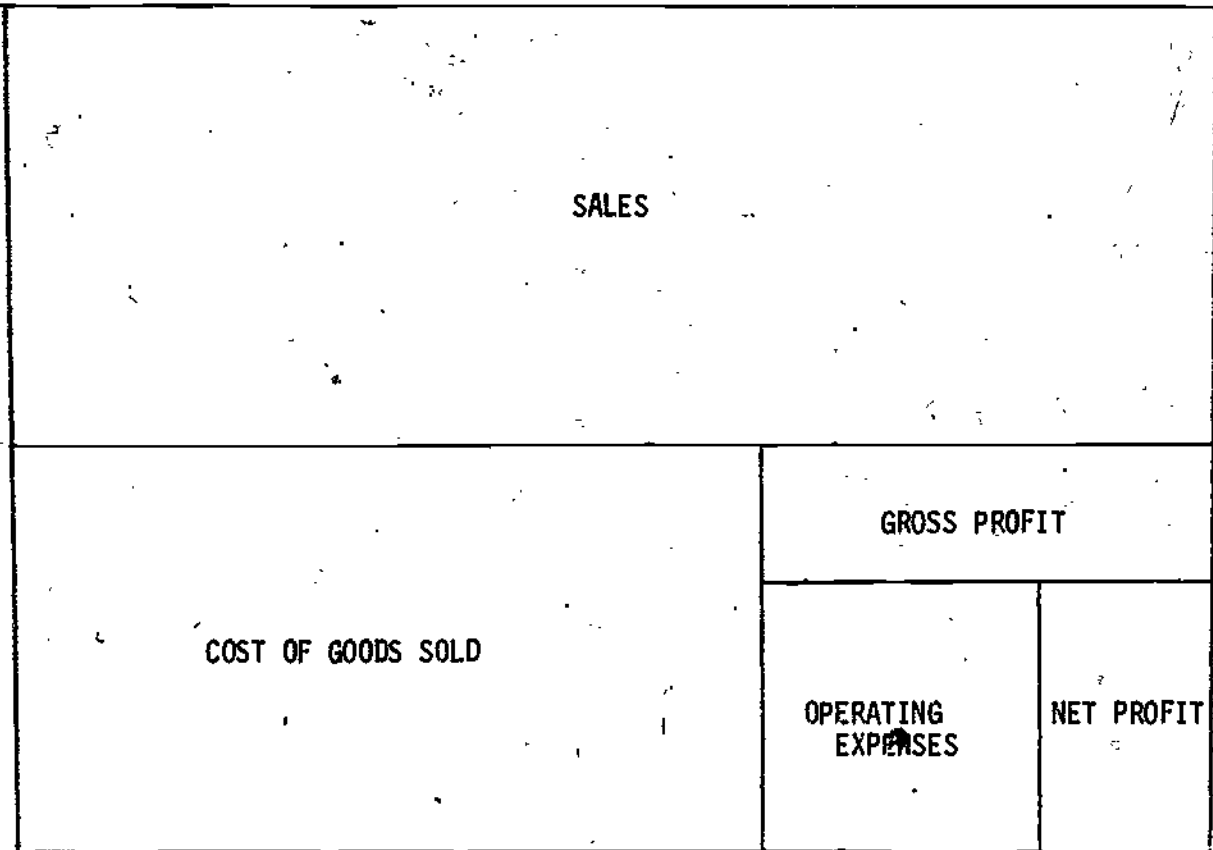 SALES
GROSS PROFIT
COST OF GOODS SOLD
OPERATING
EXPENSES
NET PROFIT